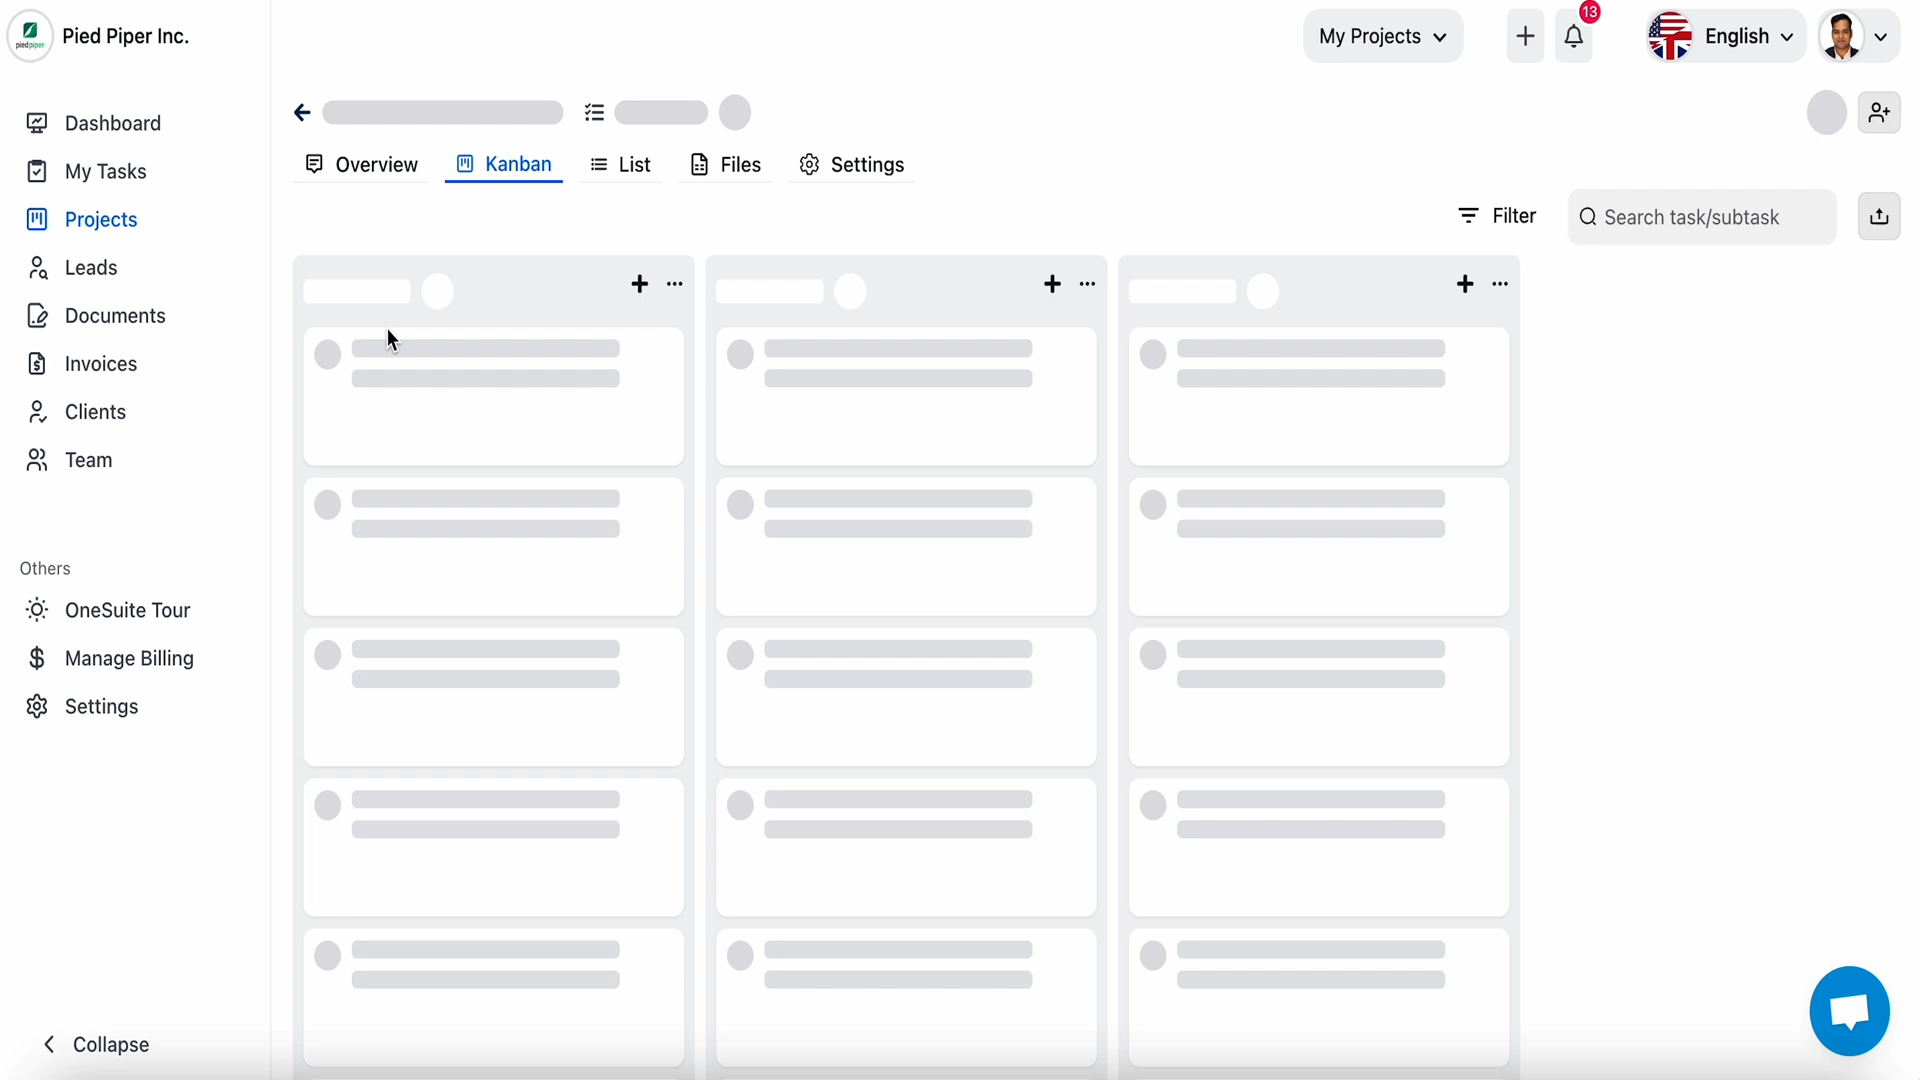 piedpiper
Pied Piper Inc.
My Projects
13
English
Dashboard
My Tasks
Projects
Leads
Documents
Invoices
Clients
Team
Others
OneSuite Tour
Manage Billing
Settings
Collapse
Overview
Kanban
List
Files
Settings
Filter
Search task/subtask